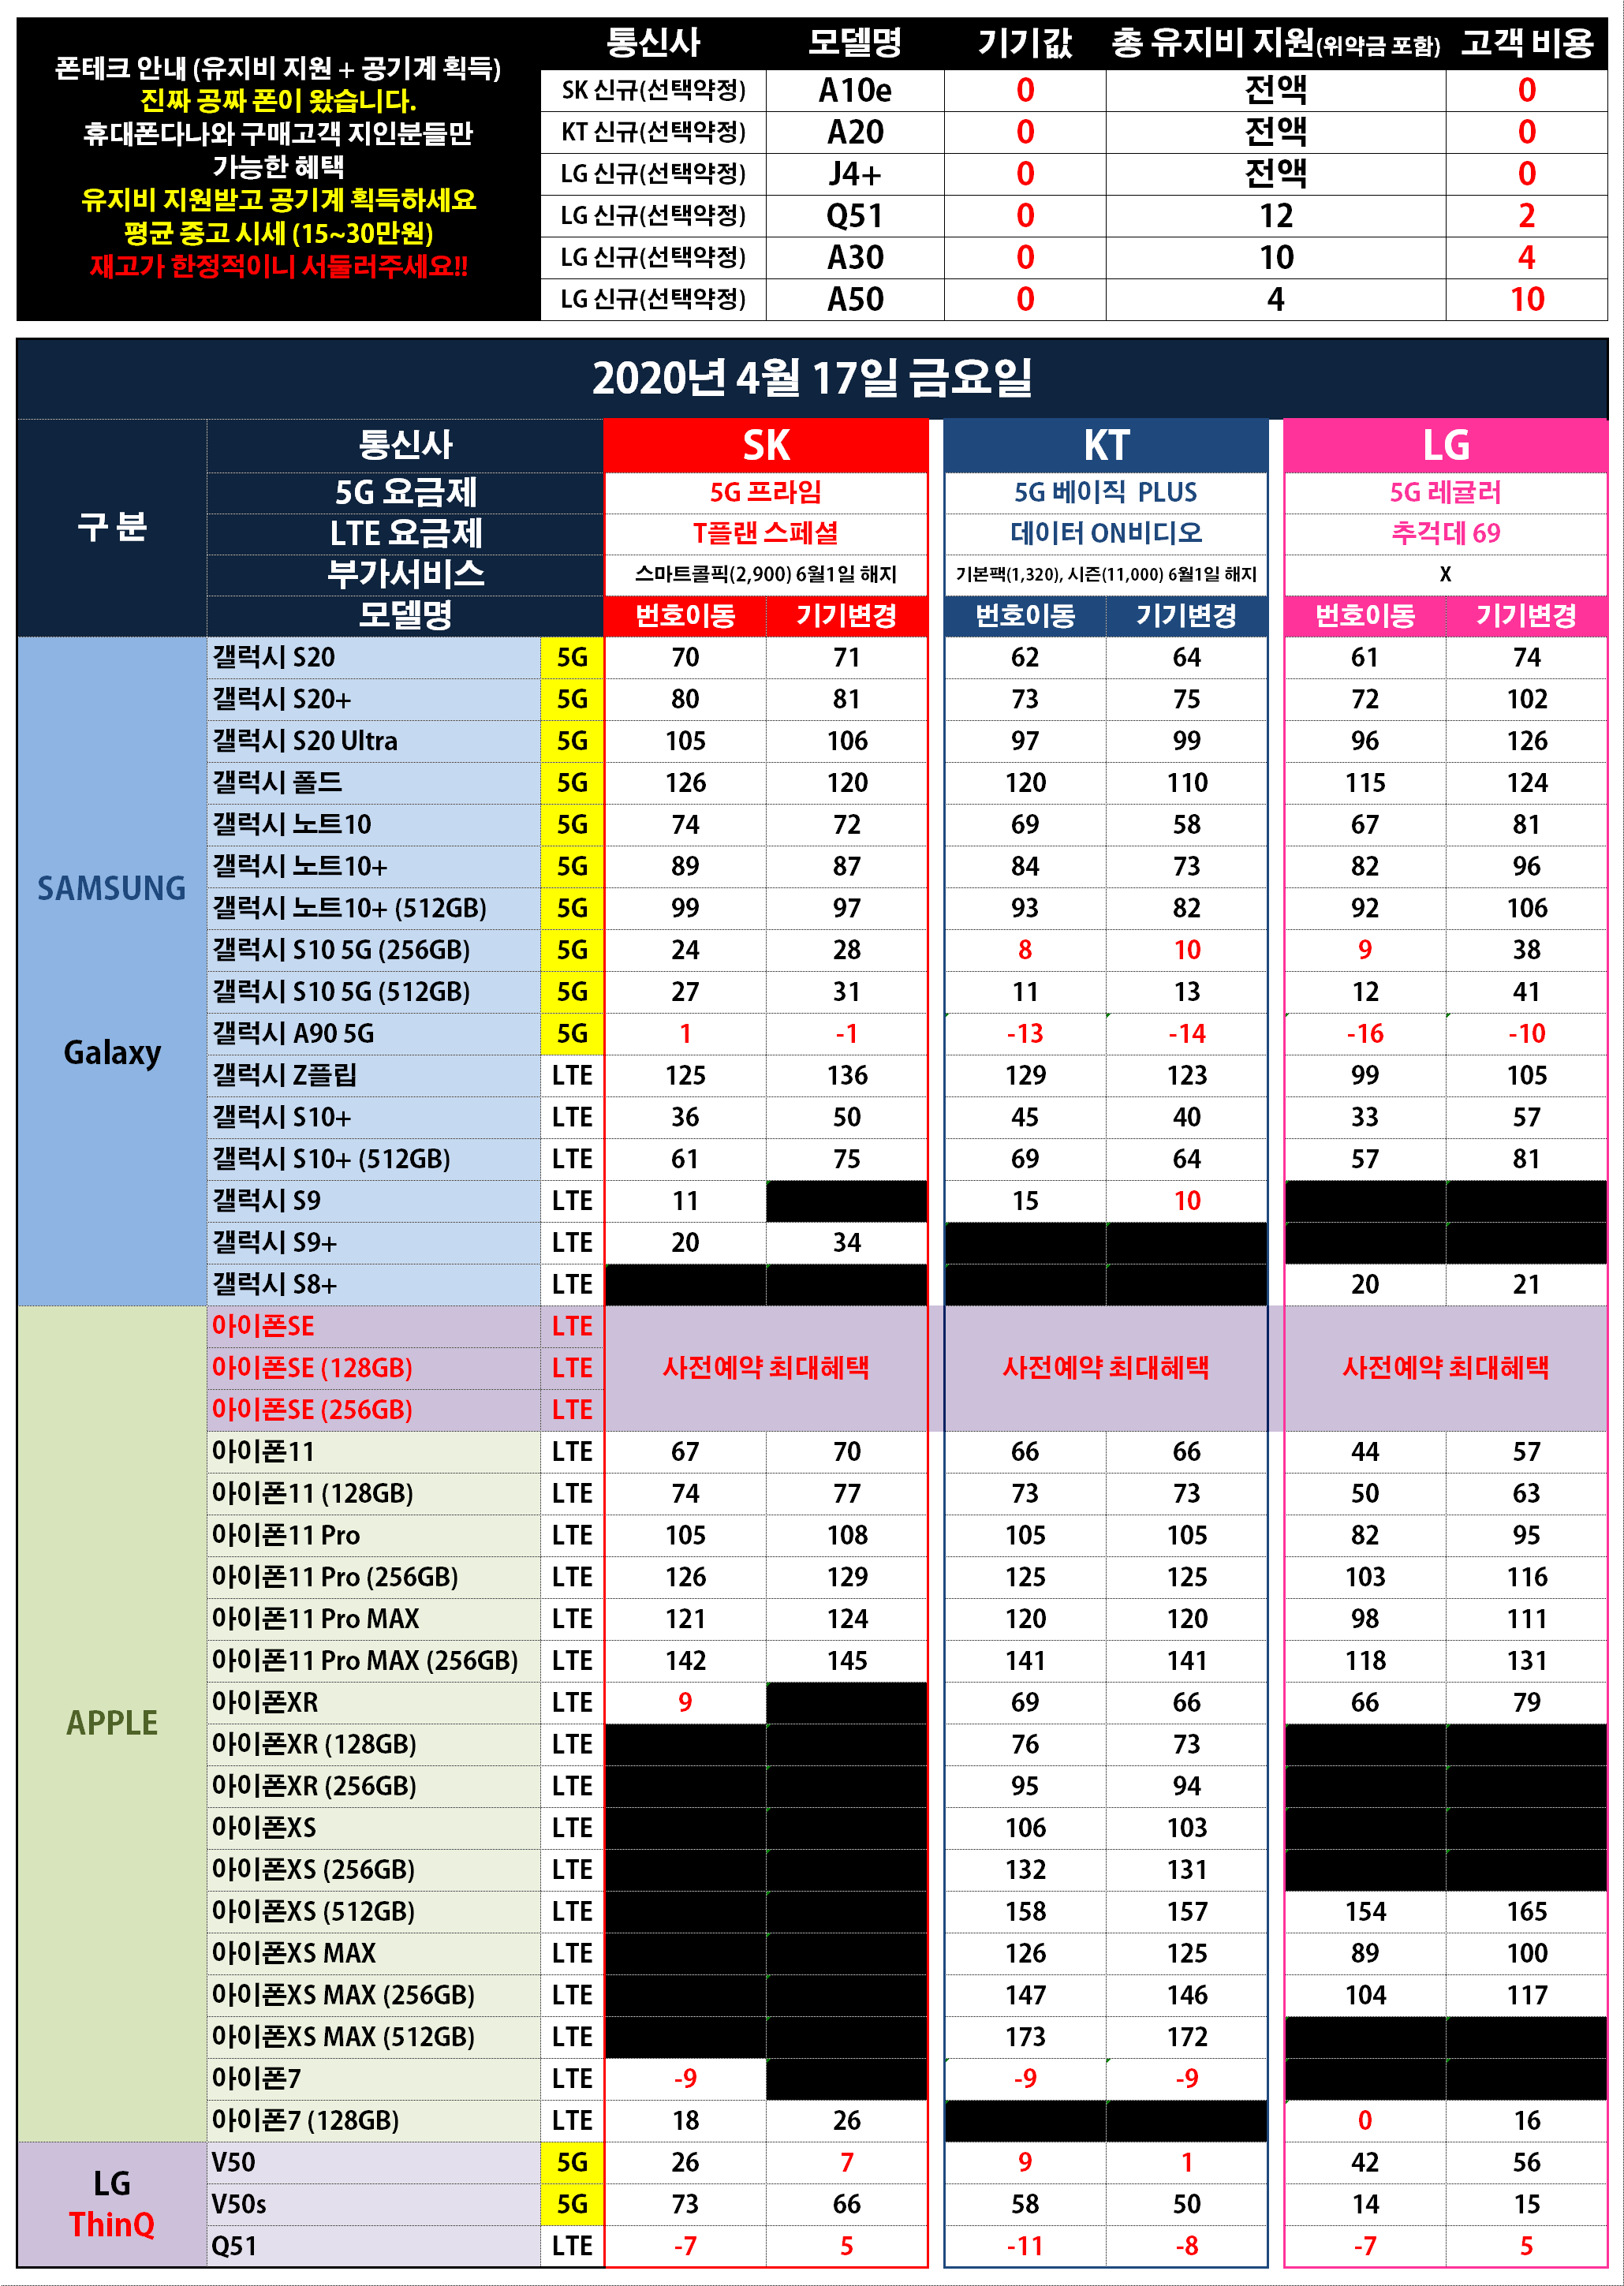 폰테크 안내 (유지비 지원 + 공기계 획득)
진짜 공짜 폰이 왔습니다.
휴대폰다나와 구매고객 지인분들만
가능한 혜택
유지비 지원받고 공기계 획득하세요
평균 중고 시세 (15~30만원)
재고가 한정적이니 서둘러주세요!!
통신사 모델명 기기값 총 유지비 지원(위약금 포함) 고객 비용
SK 신규(선택약정) A10e 0 전액 0
KT 신규(선택약정) A20 0 전액 0
LG 신규(선택약정) J4+ 0 전액 0
LG 신규(선택약정) Q51 0 12 2
LG 신규(선택약정) A30 0 10 4
LG 신규(선택약정) A50 0 4 10
2020년 4월 17일 금요일
구 분
통신사 SK KT LG
5G 요금제 5G 프라임 5G 베이직 PLUS 5G 레귤러
LTE 요금제 T플랜 스페셜 데이터 ON비디오 추걱데 69
부가서비스 스마트콜픽(2,900) 6월1일 해지 기본팩(1,320), 시즌(11,000) 6월1일 해지 X
모델명 번호이동 기기변경 번호이동 기기변경 번호이동 기기변경
SAMSUNG
Galaxy
갤럭시 S20 5G 70 71 62 64 61 74
갤럭시 S20+ 5G 80 81 73 75 72 102
갤럭시 S20 Ultra 5G 105 106 97 99 96 126
갤럭시 폴드 5G 126 120 120 110 115 124
갤럭시 노트10 5G 74 72 69 58 67 81
갤럭시 노트10+ 5G 89 87 84 73 82 96
갤럭시 노트10+ (512GB) 5G 99 97 93 82 92 106
갤럭시 S10 5G (256GB) 5G 24 28 8 10 9 38
갤럭시 S10 5G (512GB) 5G 27 31 11 13 12 41
갤럭시 A90 5G 5G 1 -1 -13 -14 -16 -10
갤럭시 Z플립 LTE 125 136 129 123 99 105
갤럭시 S10+ LTE 36 50 45 40 33 57
갤럭시 S10+ (512GB) LTE 61 75 69 64 57 81
갤럭시 S9 LTE 11 15 10
갤럭시 S9+ LTE 20 34
갤럭시 S8+ LTE 20 21
APPLE
아이폰SE LTE
아이폰SE (128GB) LTE 사전예약 최대혜택 사전예약 최대혜택 사전예약 최대혜택
아이폰SE (256GB) LTE
아이폰11 LTE 67 70 66 66 44 57
아이폰11 (128GB) LTE 74 77 73 73 50 63
아이폰11 Pro LTE 105 108 105 105 82 95
아이폰11 Pro (256GB) LTE 126 129 125 125 103 116
아이폰11 Pro MAX LTE 121 124 120 120 98 111
아이폰11 Pro MAX (256GB) LTE 142 145 141 141 118 131
아이폰XR LTE 9 69 66 66 79
아이폰XR (128GB) LTE 76 73
아이폰XR (256GB) LTE 95 94
아이폰XS LTE 106 103
아이폰XS (256GB) LTE 132 131
아이폰XS (512GB) LTE 158 157 154 165
아이폰XS MAX LTE 126 125 89 100
아이폰XS MAX (256GB) LTE 147 146 104 117
아이폰XS MAX (512GB) LTE 173 172
아이폰7 LTE -9 -9 -9
아이폰7 (128GB) LTE 18 26 0 16
LG
ThinQ
V50 5G 26 7 9 1 42 56
V50s 5G 73 66 58 50 14 15
Q51 LTE -7 5 -11 -8 -7 5